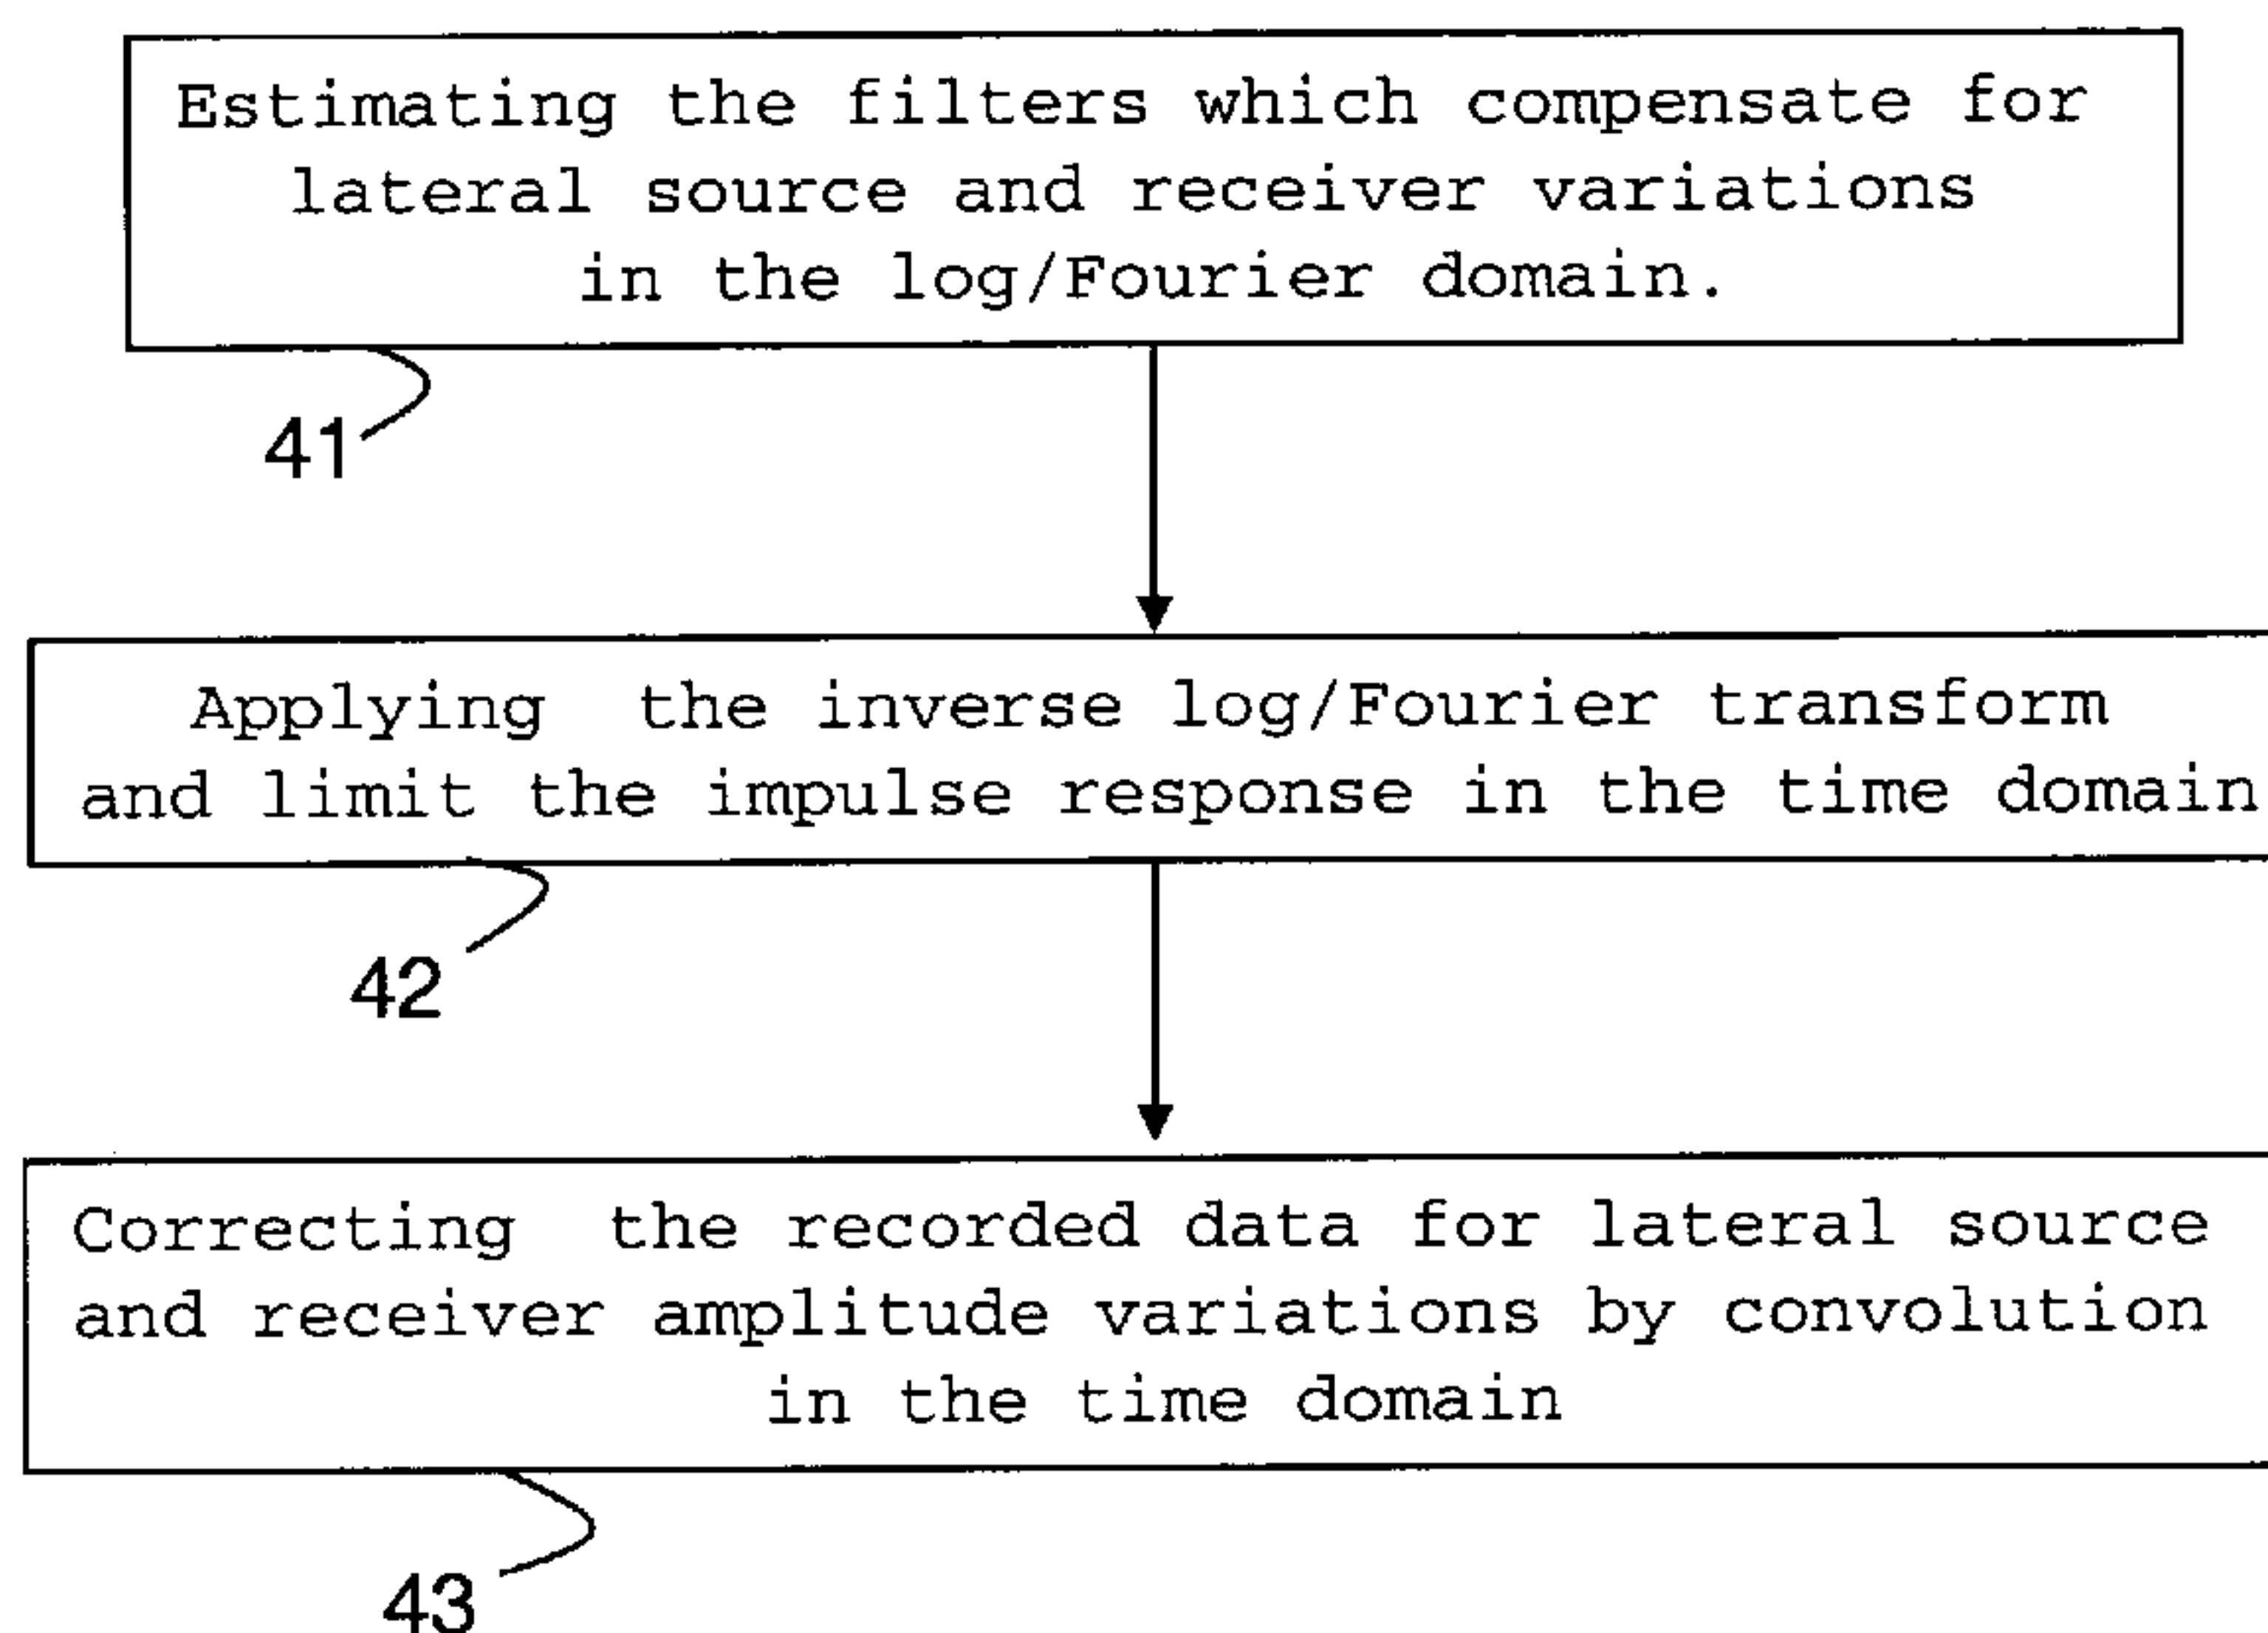 Estimating the filters which compensate for
lateral source and receiver variations
in the log/Fourier domain.
41
Applying the inverse log/Fourier transform
and limit the impulse response in the time domain
42
Correcting the recorded data for lateral source
and receiver amplitude variations by convolution
in the time domain
43